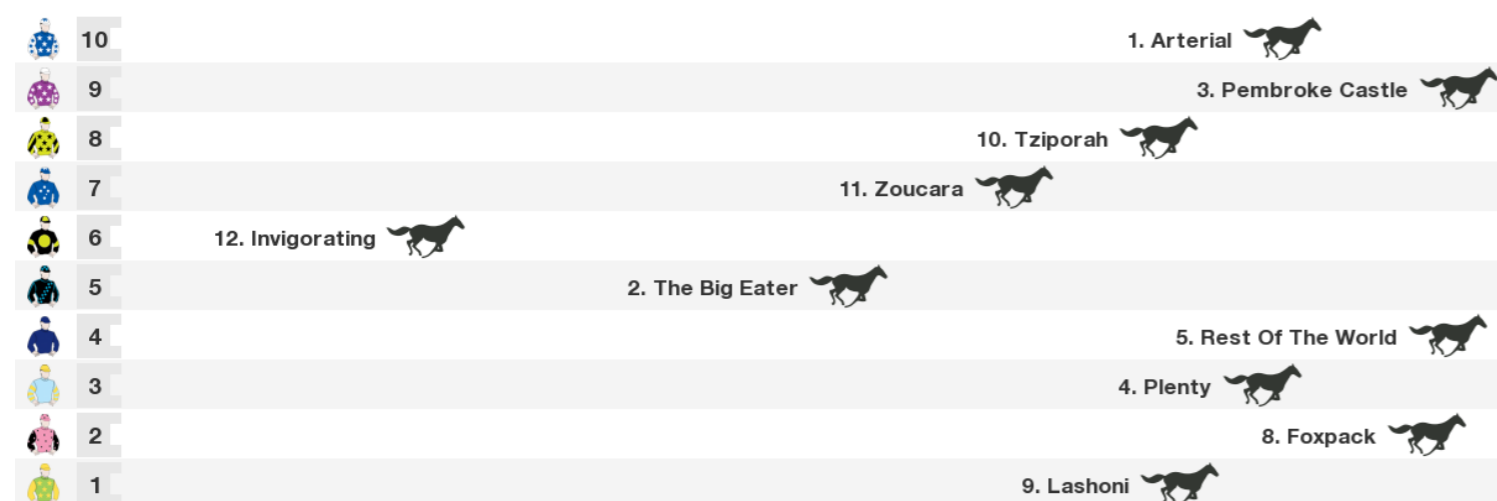 10 1. Arterial
9 3. Pembroke Castle
8 10. Tziporah
7 11. Zoucara
6 12. Invigorating
5 2. The Big Eater
4 5. Rest Of The World
3 4. Plenty
2 8. Foxpack
1 9. Lashoni